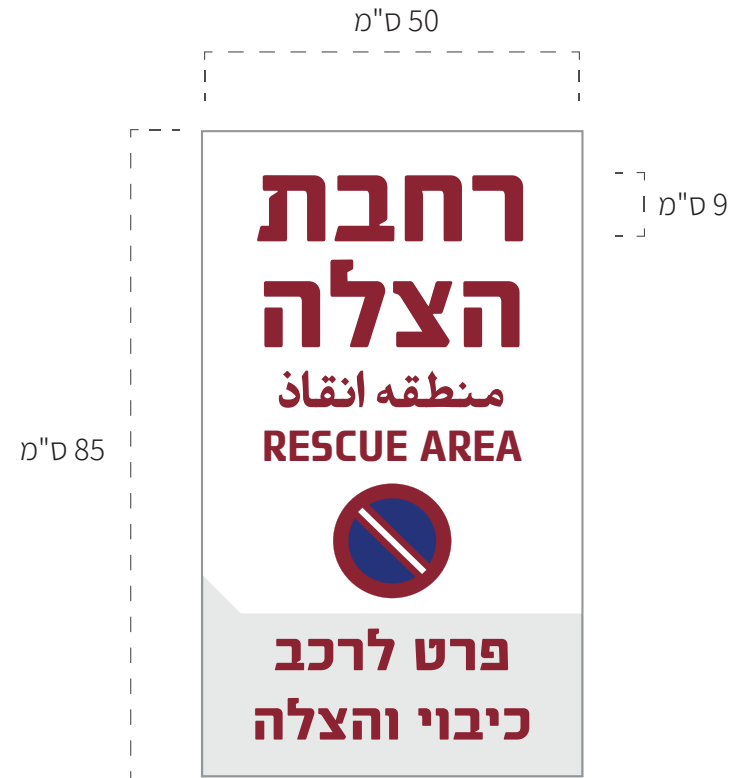 50 ס"מ
רחבת
9 ס"מ
הצלה
منطقه انقاذ
RESCUE AREA
85 ס"מ
פרט לרכב
כיבוי והצלה